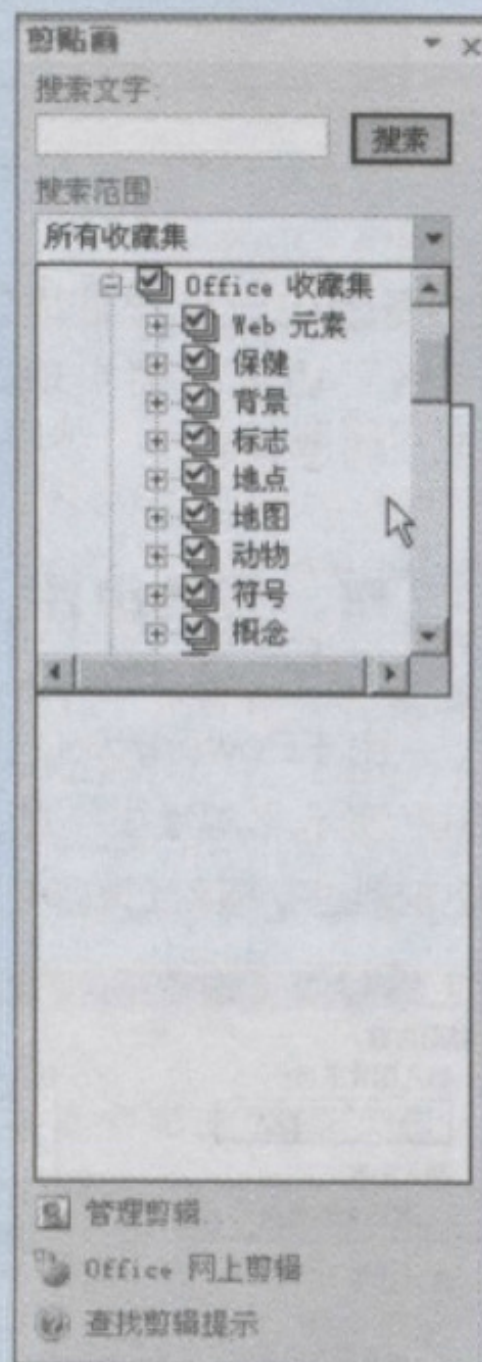 剪贴画
搜索文字:
搜索
搜索范围:
所有收藏集
Office 收藏集
Web 元素
保健
背景
标志
地点
地图
动物
符号
概念
管理剪辑...
Office 网上剪辑
查找剪辑提示